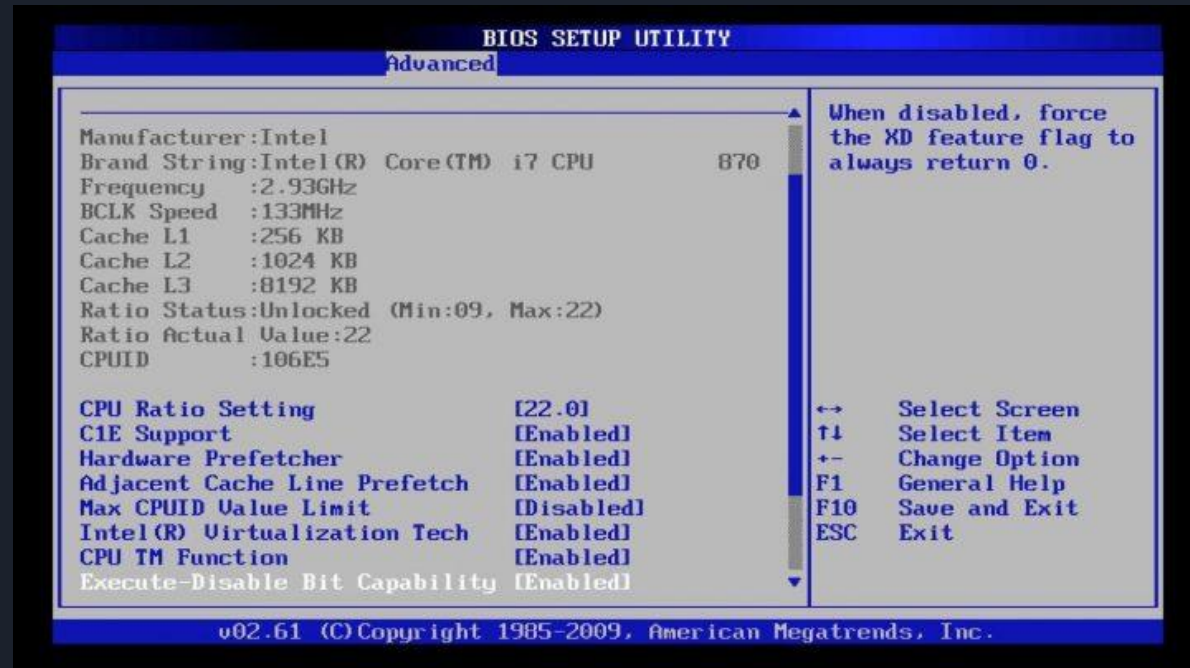 BIOS SETUP UTILITY
Advanced
Manufacturer:Intel
Brand String:Intel(R) Core(TM) i7 CPU 870
Frequency :2.93GHz
BCLK Speed :133MHz
Cache L1 :256 KB
Cache L2 :1024 KB
Cache L3 :8192 KB
Ratio Status:Unlocked (Min:09, Max:22)
Ratio Actual Value:22
CPUID :106E5
CPU Ratio Setting [22.0]
C1E Support [Enabled]
Hardware Prefetcher [Enabled]
Adjacent Cache Line Prefetch [Enabled]
Max CPUID Value Limit [Disabled]
Intel(R) Virtualization Tech [Enabled]
CPU TM Function [Enabled]
Execute-Disable Bit Capability [Enabled]
When disabled, force
the XD feature flag to
always return 0.
↔ Select Screen
↑↓ Select Item
+- Change Option
F1 General Help
F10 Save and Exit
ESC Exit
v02.61 (C)Copyright 1985-2009, American Megatrends, Inc.